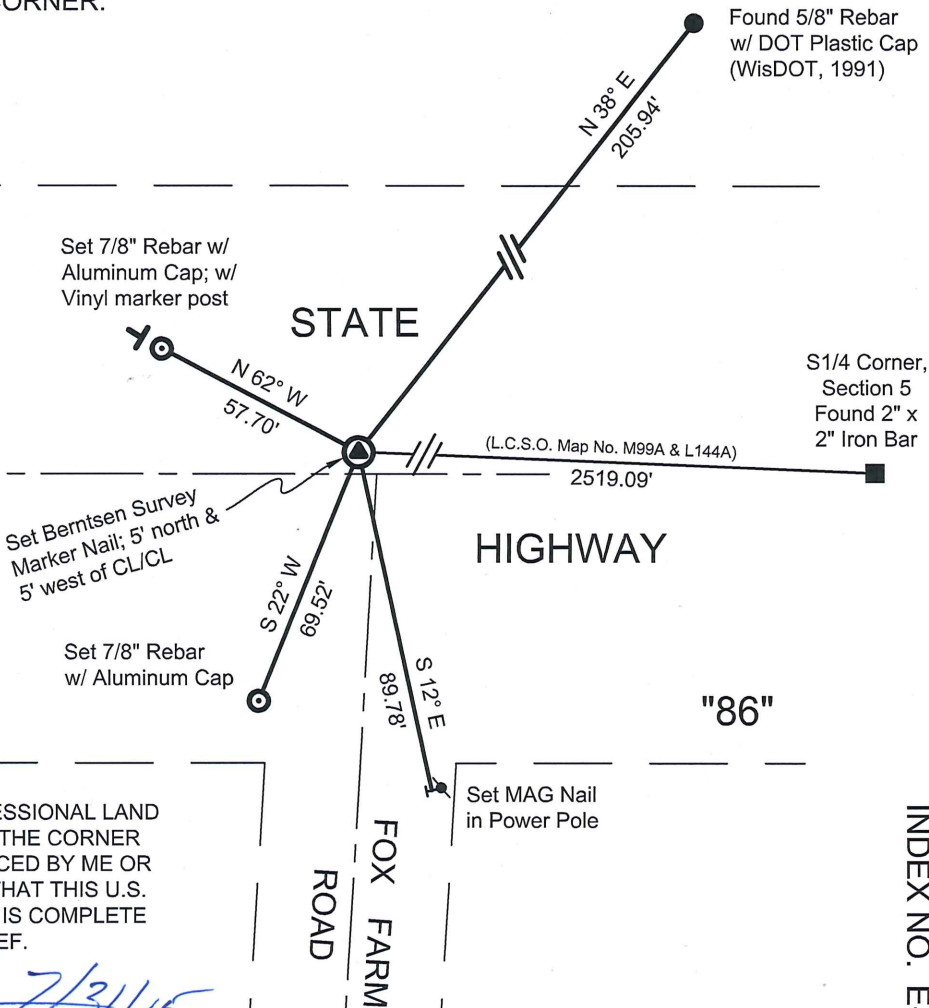 CORNER.
Found 5/8" Rebar
w/ DOT Plastic Cap
(WisDOT, 1991)
N 38° E
205.94'
Set 7/8" Rebar w/
Aluminum Cap; w/
Vinyl marker post
STATE
N 62° W
57.70'
S1/4 Corner,
Section 5
Found 2" x
2" Iron Bar
(L.C.S.O. Map No. M99A & L144A)
2519.09'
Set Berntsen Survey
Marker Nail; 5' north &
5' west of CL/CL
HIGHWAY
S 22° W
69.52'
Set 7/8" Rebar
w/ Aluminum Cap
S 12° E
89.78'
"86"
Set MAG Nail
in Power Pole
ESSIONAL LAND
THE CORNER
CED BY ME OR
THAT THIS U.S.
IS COMPLETE
EF.
FOX FARM
ROAD
INDEX NO.
7/31/15